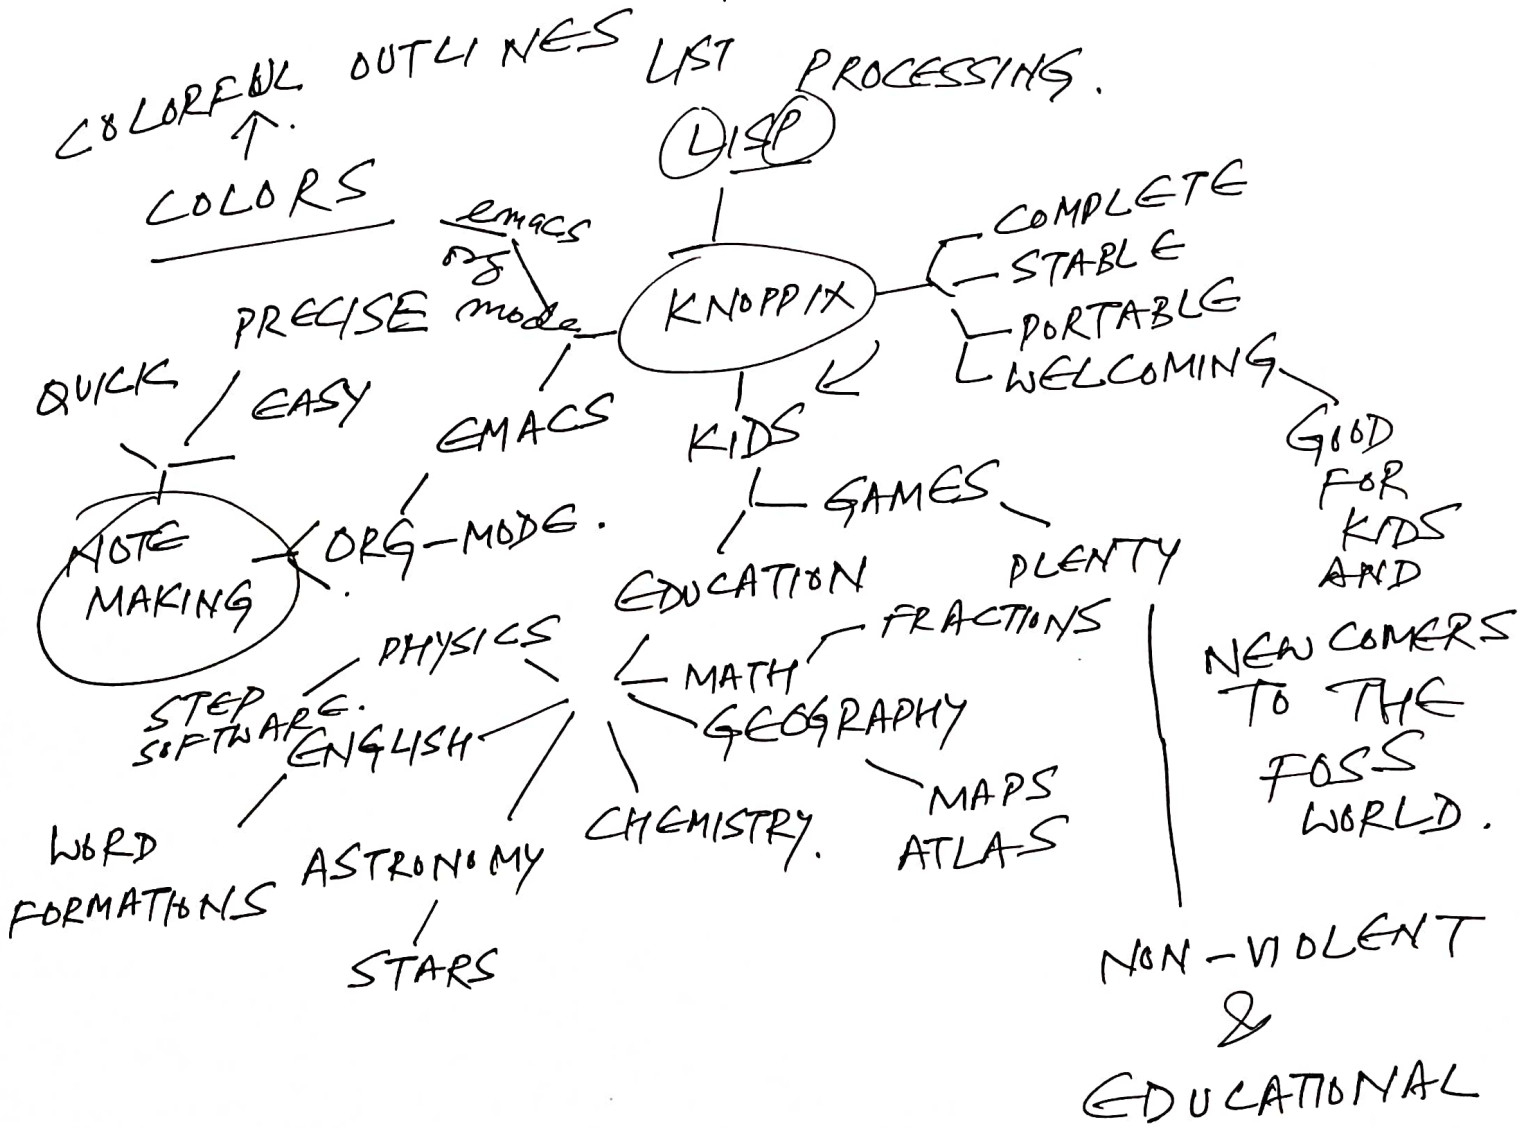 COLORFUL OUTLINES
LIST PROCESSING.
LISP
COLORS
emacs
org
mode
KNOPPIX
COMPLETE
STABLE
PORTABLE
WELCOMING
GOOD
FOR
KIDS
AND
NEW COMERS
TO THE
FOSS
WORLD.
PRECISE
QUICK
EASY
EMACS
ORG-MODE.
NOTE
MAKING
KIDS
GAMES
PLENTY
NON-VIOLENT
&
EDUCATIONAL
EDUCATION
MATH
FRACTIONS
GEOGRAPHY
MAPS
ATLAS
PHYSICS
STEP
SOFTWARE.
ENGLISH
WORD
FORMATIONS
ASTRONOMY
STARS
CHEMISTRY.